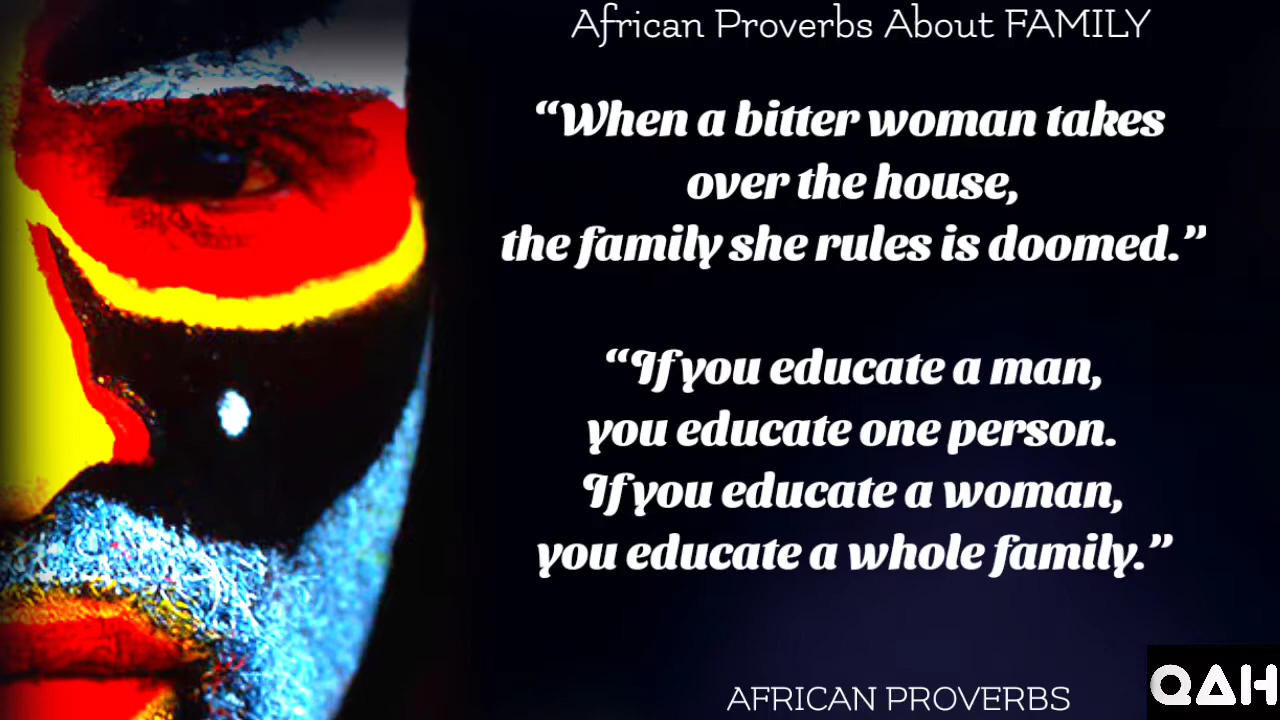 African Proverbs About FAMILY
“When a bitter woman takes
over the house,
the family she rules is doomed.”
“If you educate a man,
you educate one person.
If you educate a woman,
you educate a whole family.”
AFRICAN PROVERBS
QAH